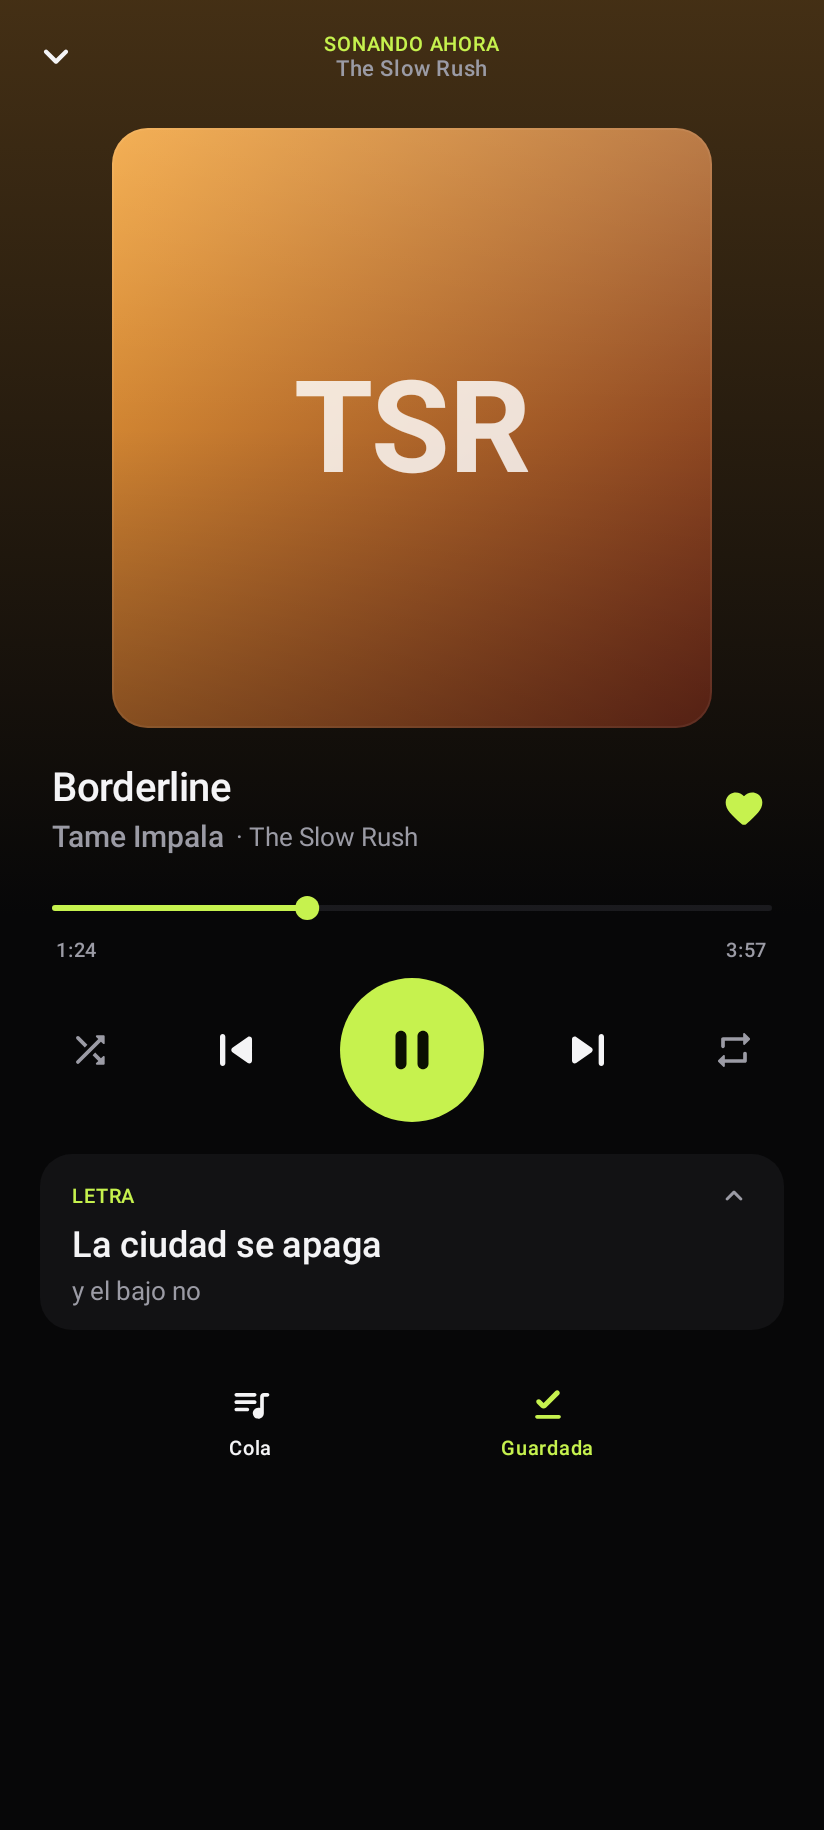 SONANDO AHORA
The Slow Rush
TSR
Borderline
Tame Impala · The Slow Rush
1:24 3:57
LETRA
La ciudad se apaga
y el bajo no
Cola Guardada